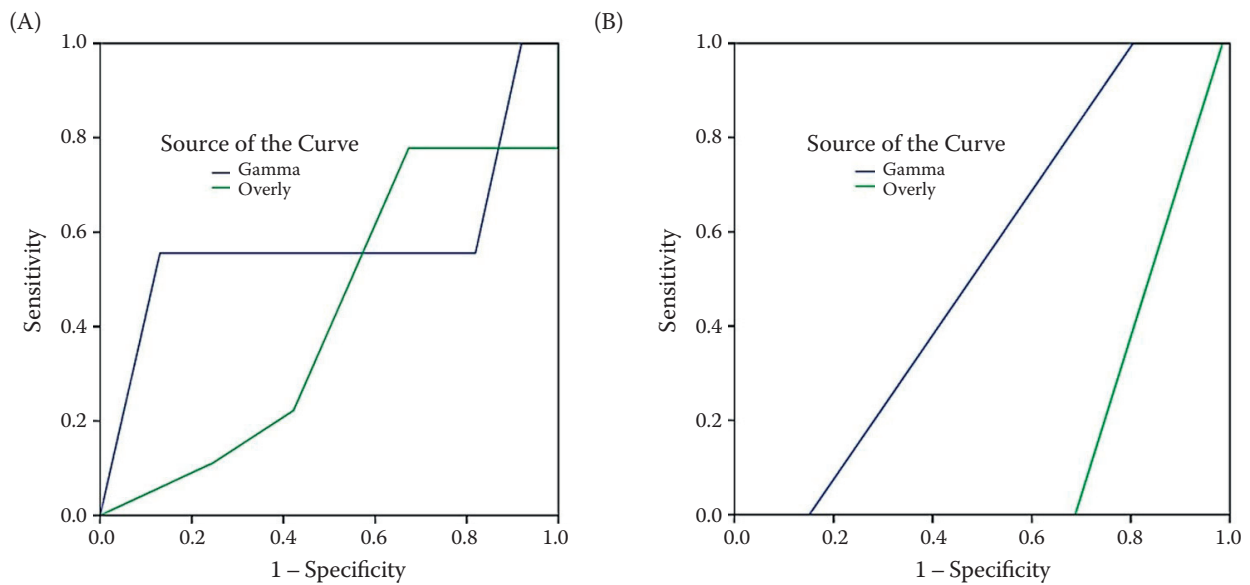 (A)
1.0
0.8
0.6
0.4
0.2
0.0
Sensitivity
Source of the Curve
Gamma
Overly
0.0 0.2 0.4 0.6 0.8 1.0
1 – Specificity
(B)
1.0
0.8
0.6
0.4
0.2
0.0
Sensitivity
Source of the Curve
Gamma
Overly
0.0 0.2 0.4 0.6 0.8 1.0
1 – Specificity